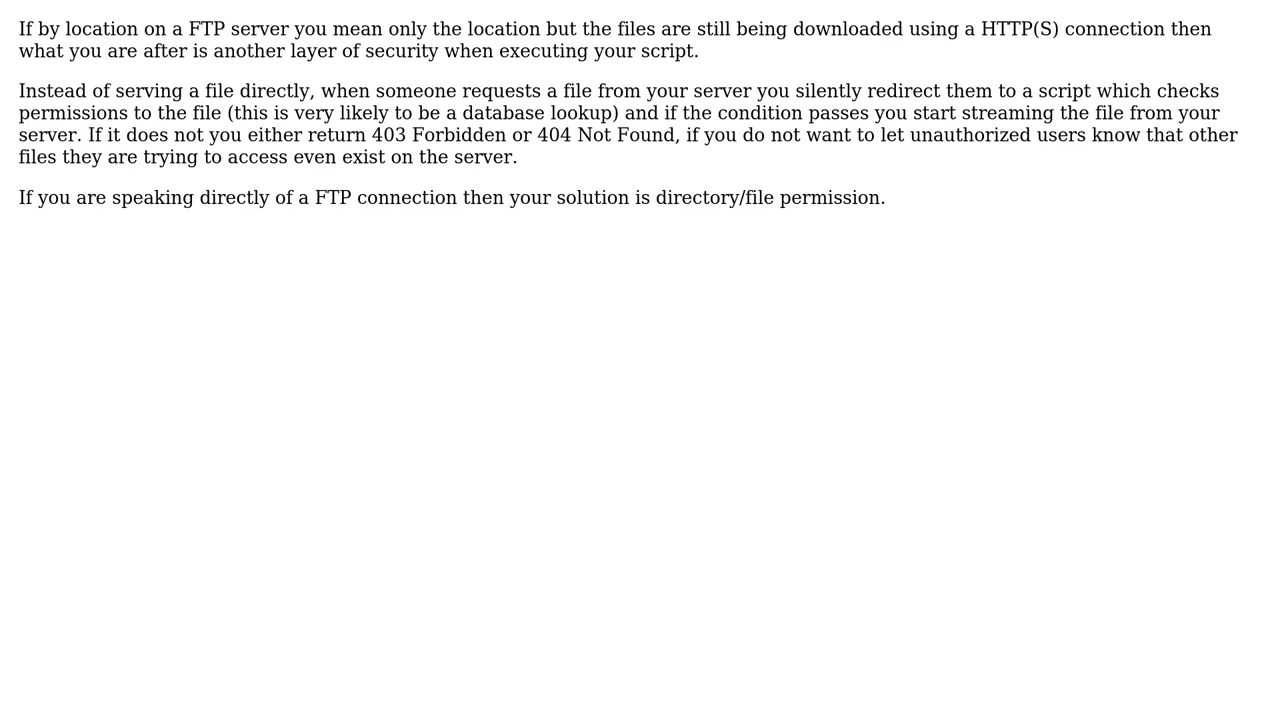 If by location on a FTP server you mean only the location but the files are still being downloaded using a HTTP(S) connection then
what you are after is another layer of security when executing your script.
Instead of serving a file directly, when someone requests a file from your server you silently redirect them to a script which checks
permissions to the file (this is very likely to be a database lookup) and if the condition passes you start streaming the file from your
server. If it does not you either return 403 Forbidden or 404 Not Found, if you do not want to let unauthorized users know that other
files they are trying to access even exist on the server.
If you are speaking directly of a FTP connection then your solution is directory/file permission.